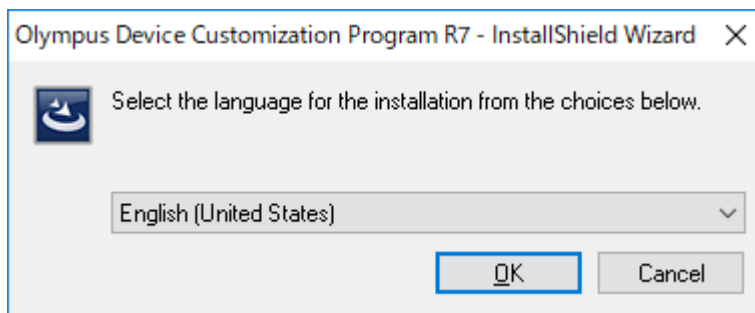 Olympus Device Customization Program R7 - InstallShield Wizard
Select the language for the installation from the choices below.
English (United States)
OK Cancel